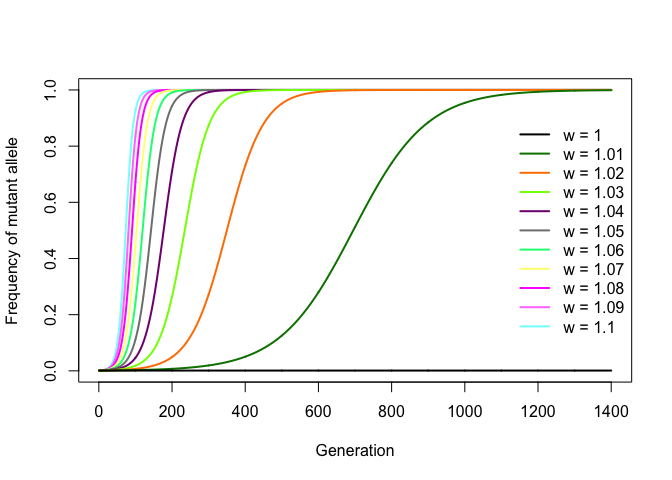 Frequency of mutant allele
1.0
0.8
0.6
0.4
0.2
0.0
w = 1
w = 1.01
w = 1.02
w = 1.03
w = 1.04
w = 1.05
w = 1.06
w = 1.07
w = 1.08
w = 1.09
w = 1.1
0 200 400 600 800 1000 1200 1400
Generation